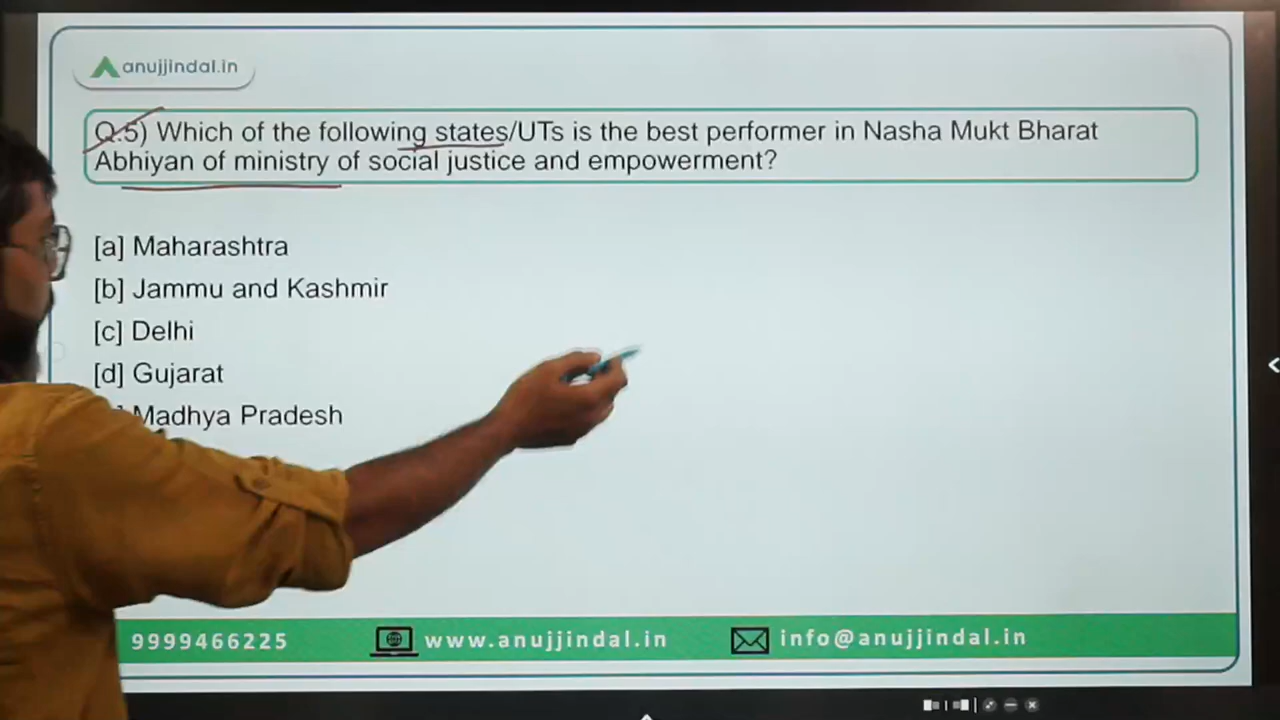 anujjindal.in
Q.5) Which of the following states/UTs is the best performer in Nasha Mukt Bharat
Abhiyan of ministry of social justice and empowerment?
[a] Maharashtra
[b] Jammu and Kashmir
[c] Delhi
[d] Gujarat
Madhya Pradesh
9999466225
www.anujjindal.in
info@anujjindal.in